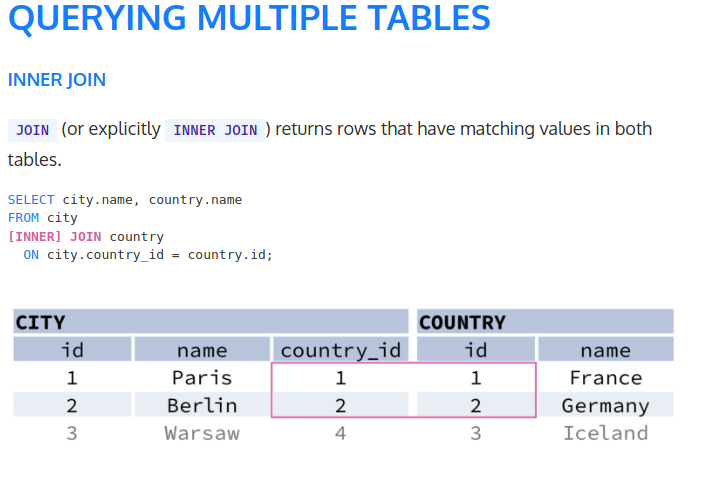 QUERYING MULTIPLE TABLES
INNER JOIN
JOIN (or explicitly INNER JOIN ) returns rows that have matching values in both
tables.
SELECT city.name, country.name
FROM city
[INNER] JOIN country
ON city.country_id = country.id;
CITY COUNTRY
id name country_id id name
1 Paris 1 1 France
2 Berlin 2 2 Germany
3 Warsaw 4 3 Iceland